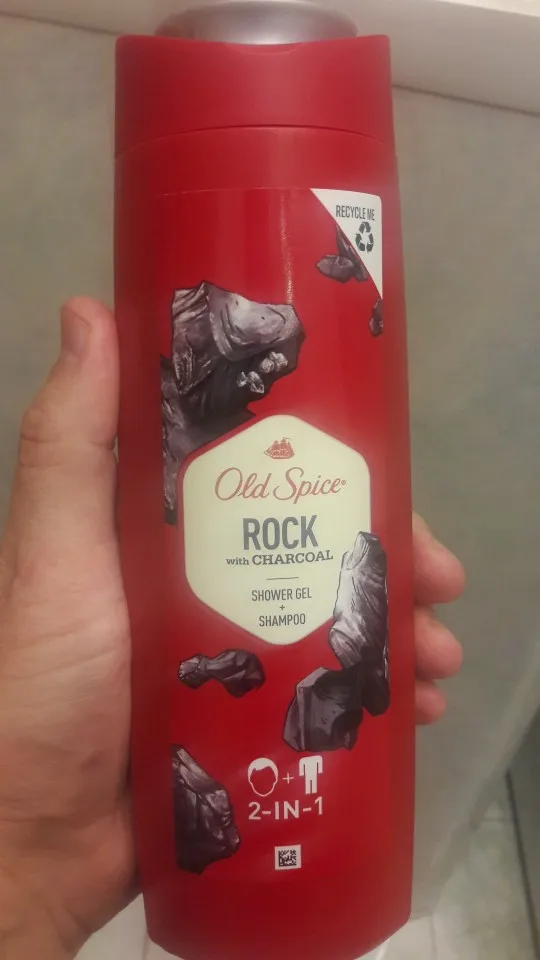 RECYCLE ME
Old Spice®
ROCK
with CHARCOAL
SHOWER GEL
+
SHAMPOO
+
2-IN-1